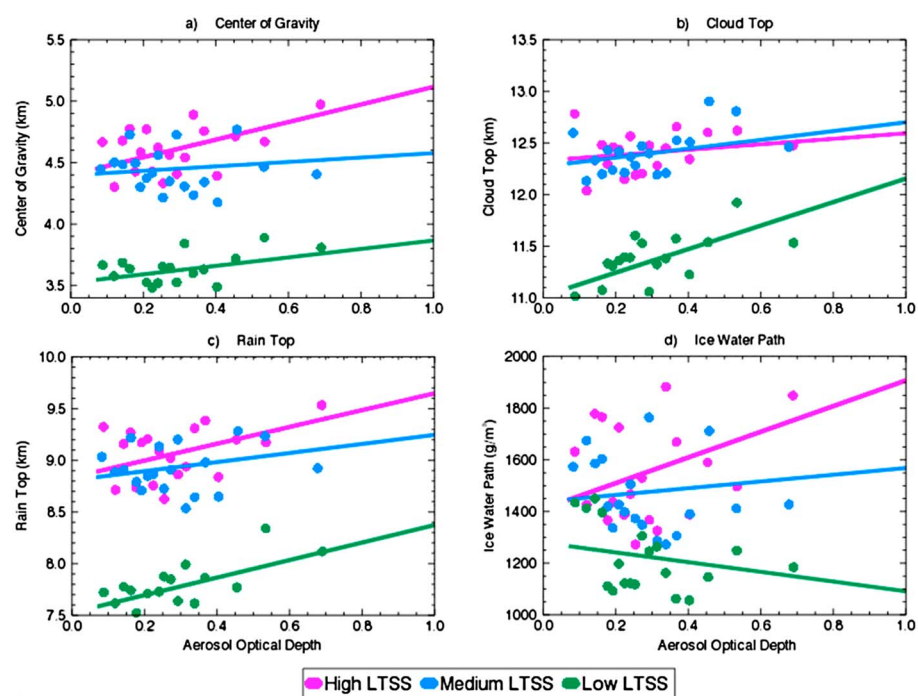 a) Center of Gravity
5.5
5.0
4.5
4.0
3.5
Center of Gravity (km)
0.0 0.2 0.4 0.6 0.8 1.0
b) Cloud Top
13.5
13.0
12.5
12.0
11.5
11.0
Cloud Top (km)
0.0 0.2 0.4 0.6 0.8 1.0
c) Rain Top
10.0
9.5
9.0
8.5
8.0
7.5
Rain Top (km)
0.0 0.2 0.4 0.6 0.8 1.0
Aerosol Optical Depth
d) Ice Water Path
2000
1800
1600
1400
1200
1000
Ice Water Path (g/m²)
0.0 0.2 0.4 0.6 0.8 1.0
Aerosol Optical Depth
High LTSS Medium LTSS Low LTSS